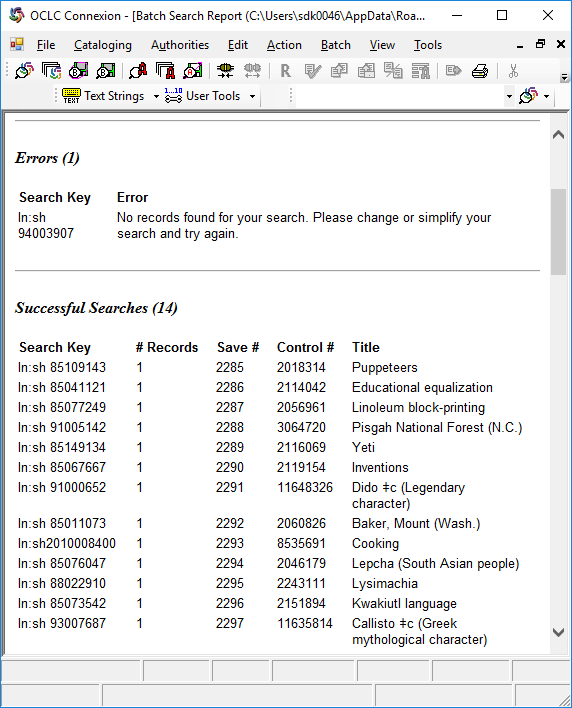 OCLC Connexion - [Batch Search Report (C:\Users\sdk0046\AppData\Roa...
File Cataloging Authorities Edit Action Batch View Tools
TEXT Text Strings 1...10 User Tools
Errors (1)
Search Key Error
ln:sh 94003907 No records found for your search. Please change or simplify your
search and try again.
Successful Searches (14)
Search Key # Records Save # Control # Title
ln:sh 85109143 1 2285 2018314 Puppeteers
ln:sh 85041121 1 2286 2114042 Educational equalization
ln:sh 85077249 1 2287 2056961 Linoleum block-printing
ln:sh 91005142 1 2288 3064720 Pisgah National Forest (N.C.)
ln:sh 85149134 1 2289 2116069 Yeti
ln:sh 85067667 1 2290 2119154 Inventions
ln:sh 91000652 1 2291 11648326 Dido ǂc (Legendary
character)
ln:sh 85011073 1 2292 2060826 Baker, Mount (Wash.)
ln:sh2010008400 1 2293 8535691 Cooking
ln:sh 85076047 1 2294 2046179 Lepcha (South Asian people)
ln:sh 88022910 1 2295 2243111 Lysimachia
ln:sh 85073542 1 2296 2151894 Kwakiutl language
ln:sh 93007687 1 2297 11635814 Callisto ǂc (Greek
mythological character)